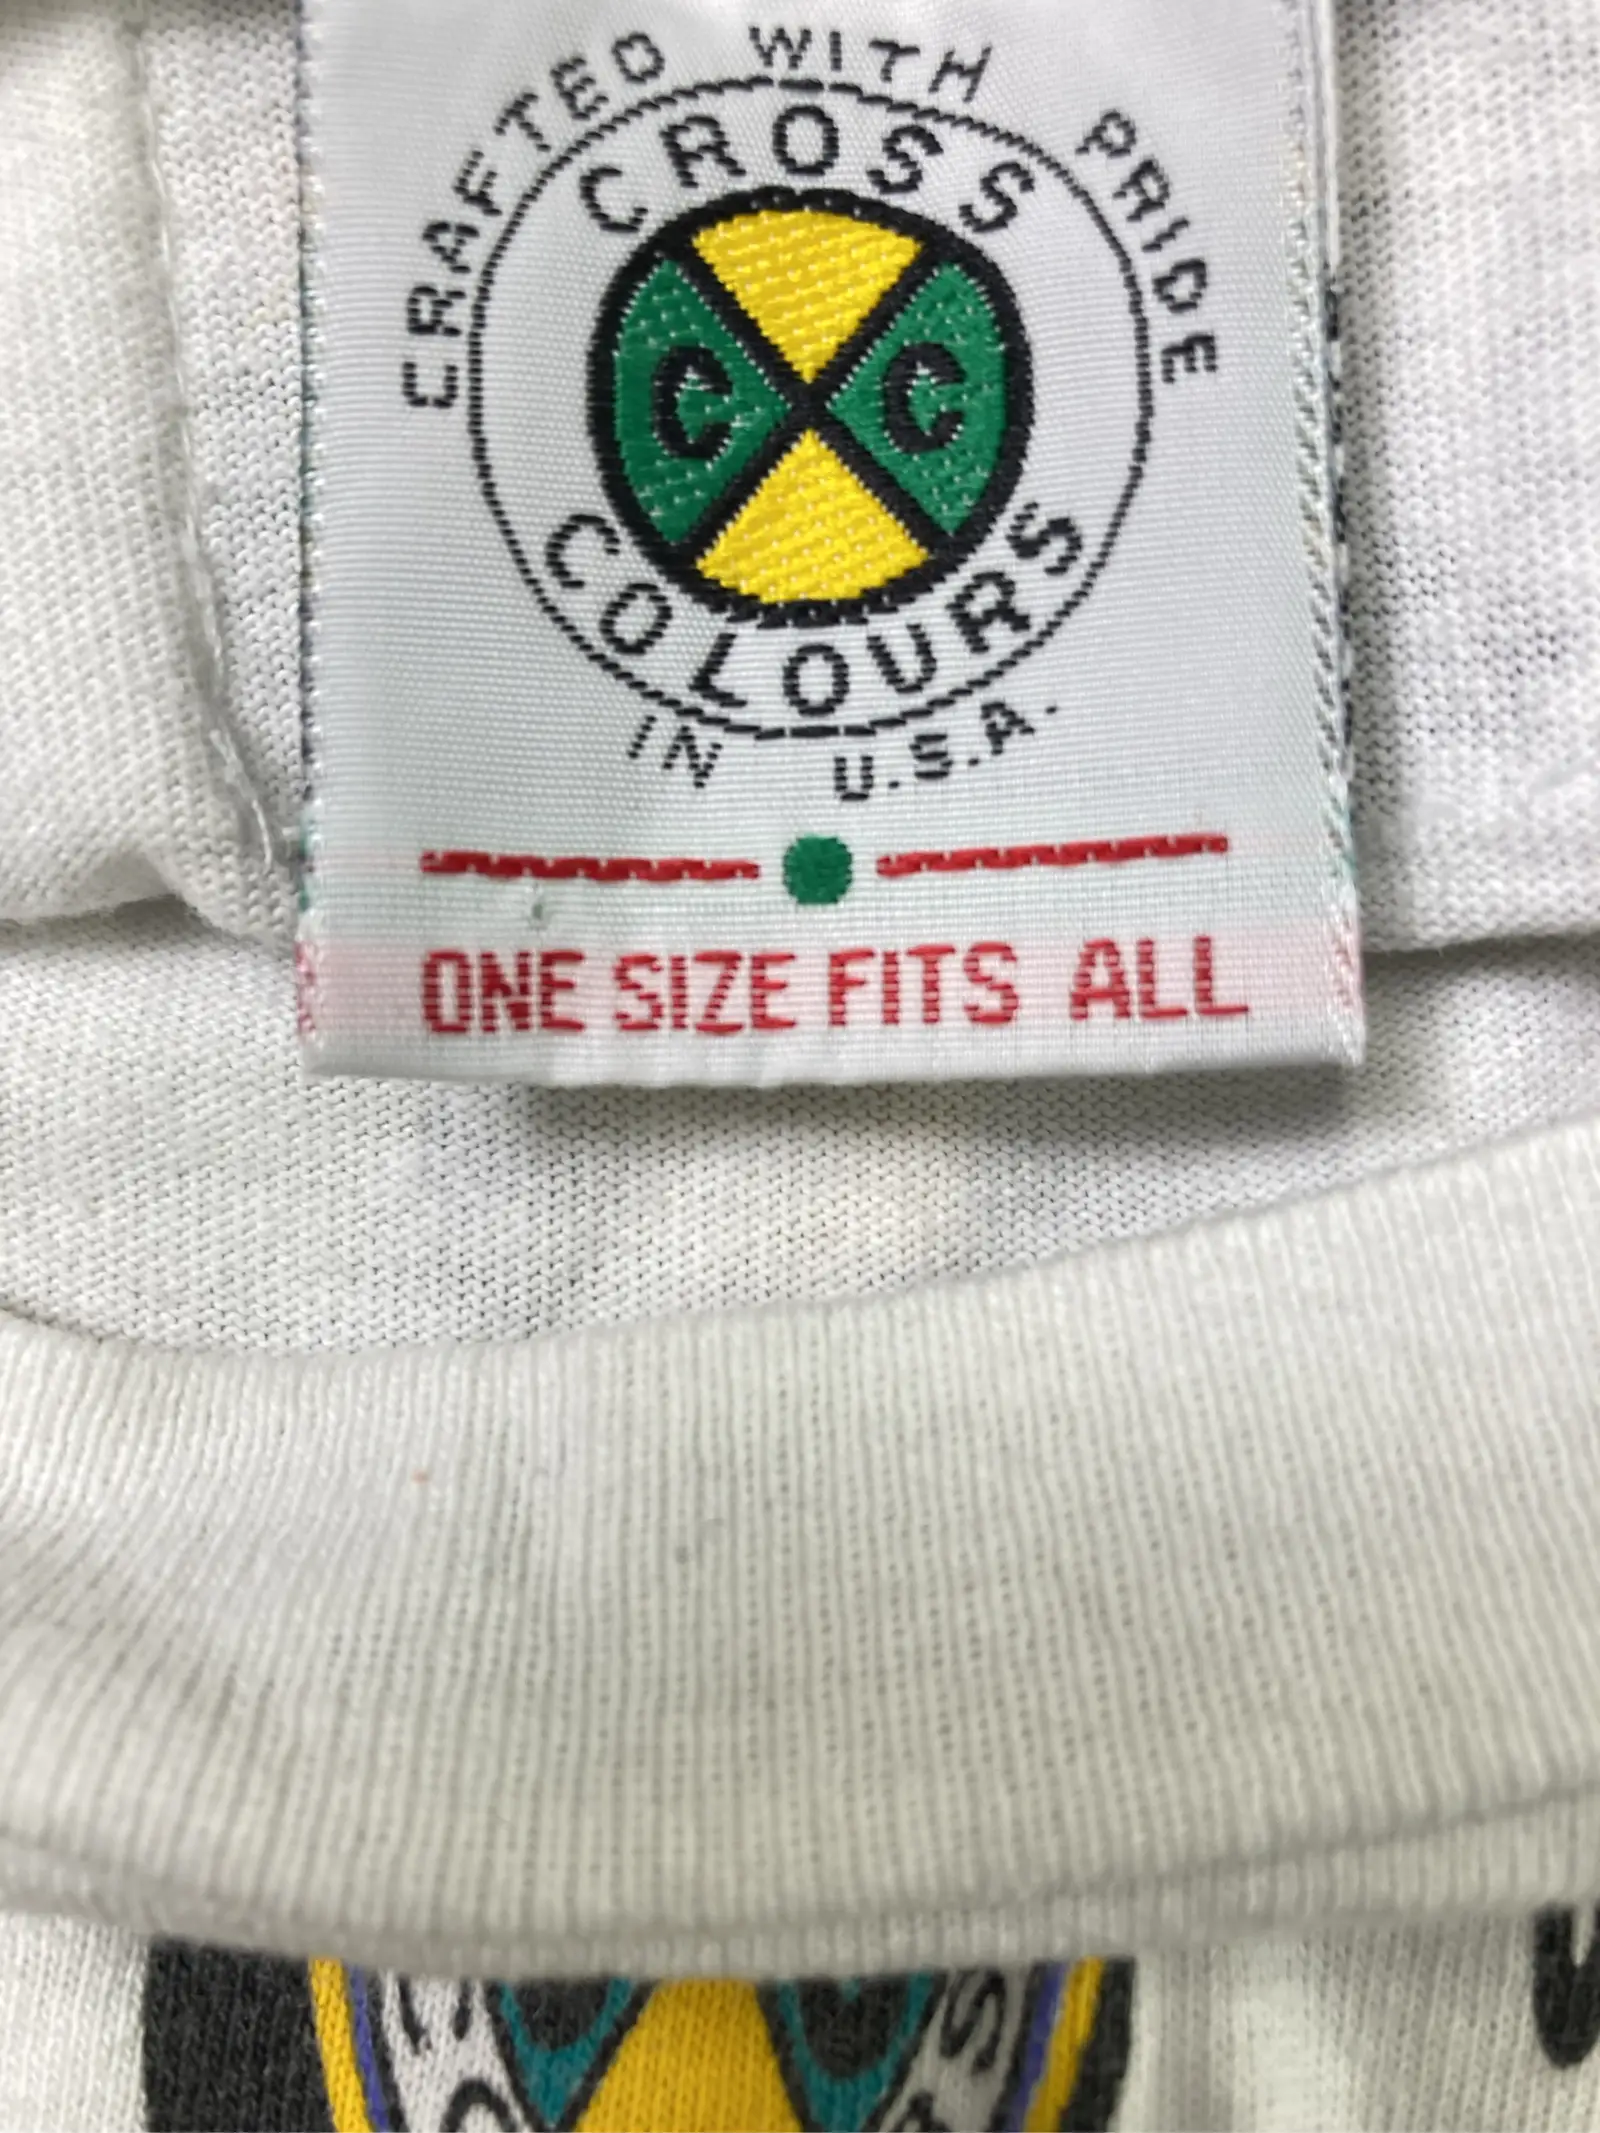 CRAFTED WITH PRIDE
CROSS
C C
COLOURS
IN U.S.A.
ONE SIZE FITS ALL